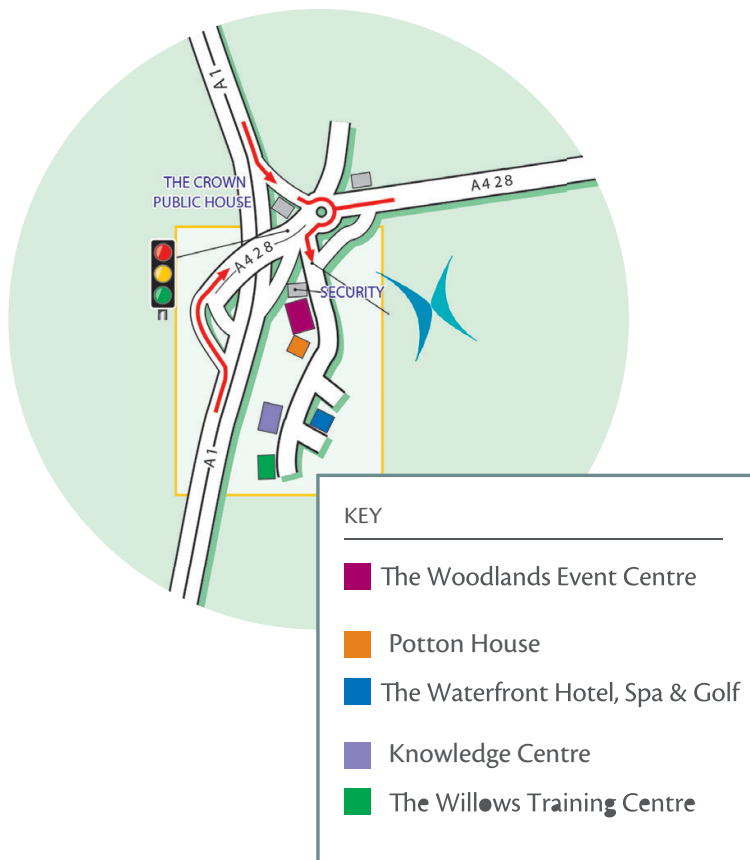 A1
THE CROWN
PUBLIC HOUSE
A428
A428
SECURITY
A1
KEY
The Woodlands Event Centre
Potton House
The Waterfront Hotel, Spa & Golf
Knowledge Centre
The Willows Training Centre